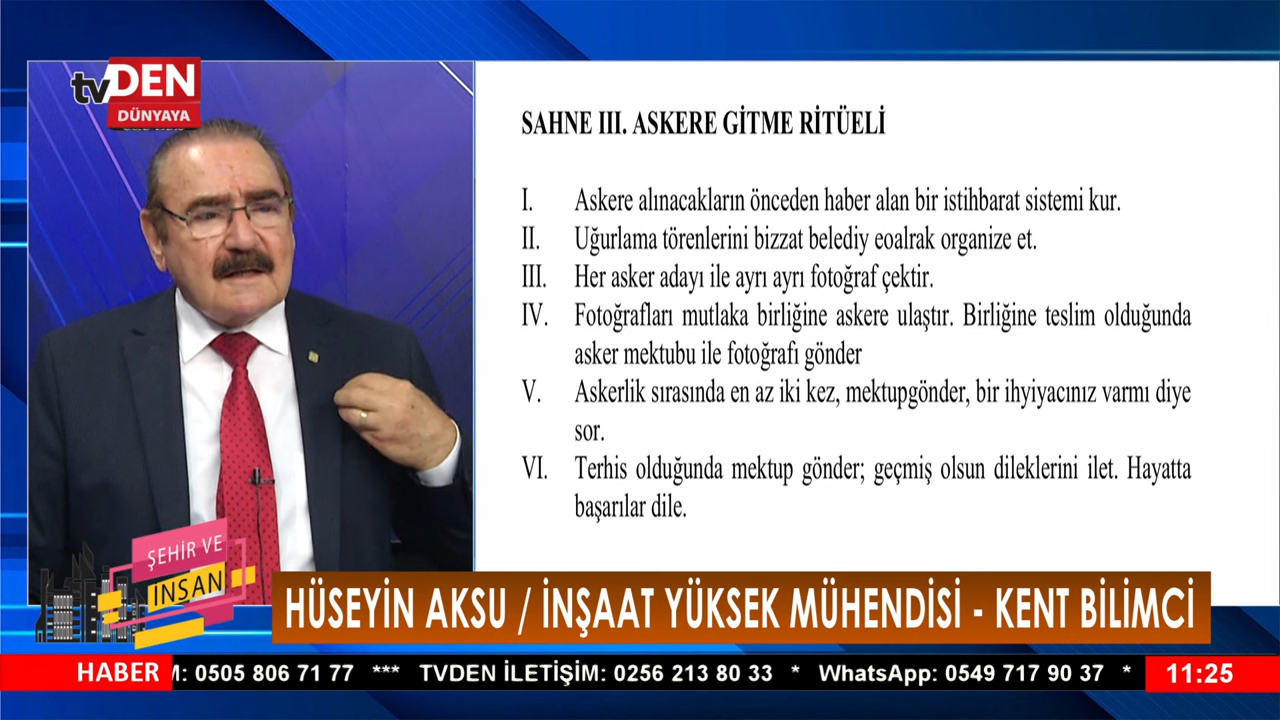 tvDEN
DÜNYAYA
SAHNE III. ASKERE GİTME RİTÜELİ
I. Askere alınacakların önceden haber alan bir istihbarat sistemi kur.
II. Uğurlama törenlerini bizzat belediy eoalrak organize et.
III. Her asker adayı ile ayrı ayrı fotoğraf çektir.
IV. Fotoğrafları mutlaka birliğine askere ulaştır. Birliğine teslim olduğunda
asker mektubu ile fotoğrafı gönder
V. Askerlik sırasında en az iki kez, mektupgönder, bir ihyiyacınız varmı diye
sor.
VI. Terhis olduğunda mektup gönder; geçmiş olsun dileklerini ilet. Hayatta
başarılar dile.
ŞEHİR VE
İNSAN
HÜSEYİN AKSU / İNŞAAT YÜKSEK MÜHENDİSİ - KENT BİLİMCİ
HABER M: 0505 806 71 77 *** TVDEN İLETİŞİM: 0256 213 80 33 * WhatsApp: 0549 717 90 37 * 11:25